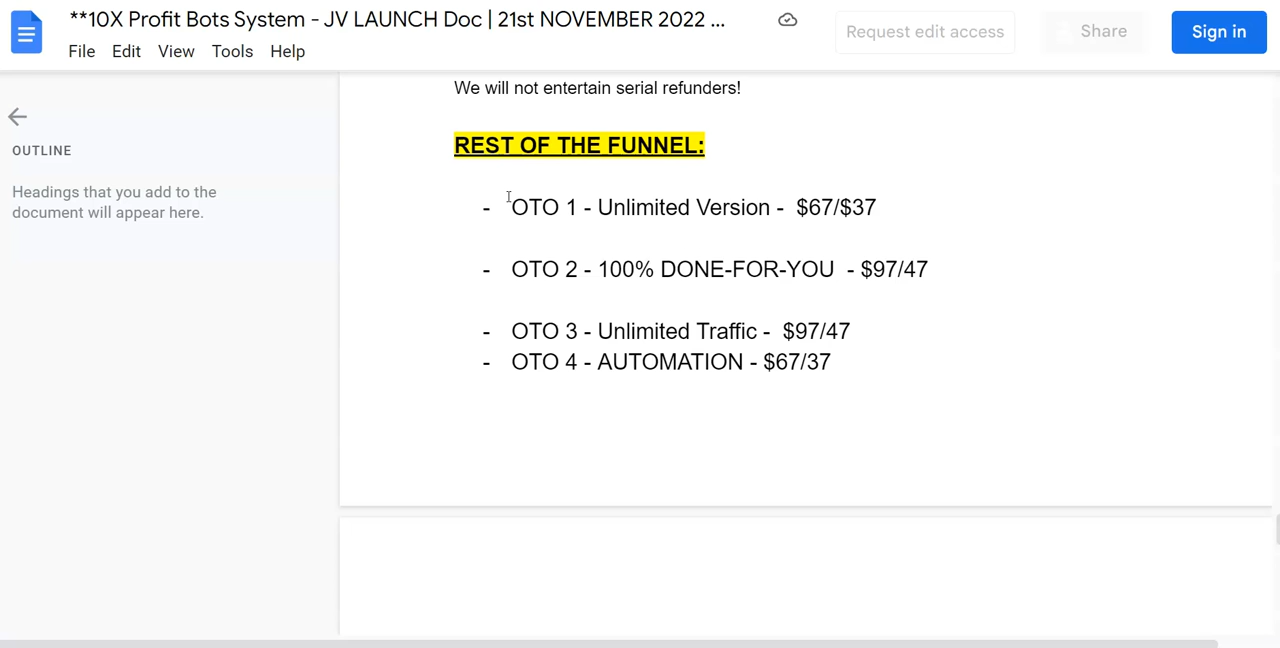 **10X Profit Bots System - JV LAUNCH Doc | 21st NOVEMBER 2022 ...
Request edit access
Share
Sign in
File Edit View Tools Help
We will not entertain serial refunders!
OUTLINE
REST OF THE FUNNEL:
Headings that you add to the
document will appear here.
- OTO 1 - Unlimited Version - $67/$37
- OTO 2 - 100% DONE-FOR-YOU - $97/47
- OTO 3 - Unlimited Traffic - $97/47
- OTO 4 - AUTOMATION - $67/37